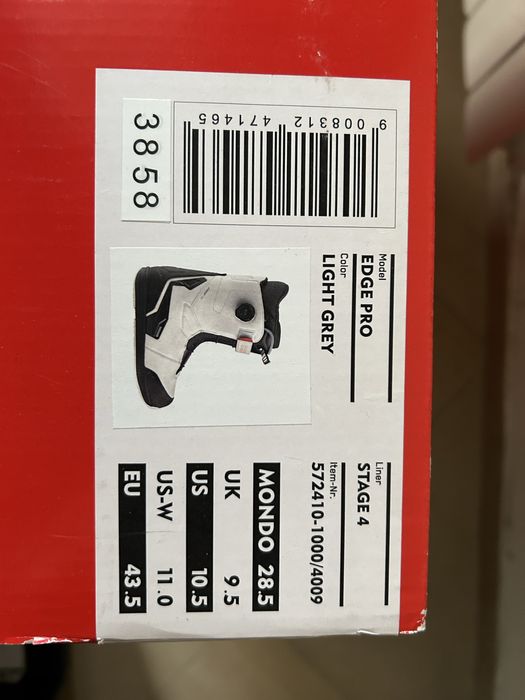 Model
EDGE PRO
Color
LIGHT GREY
Liner
STAGE 4
Item-Nr.
572410-1000/4009
MONDO 28.5
UK 9.5
US 10.5
US-W 11.0
EU 43.5
9 008312 471465
3858